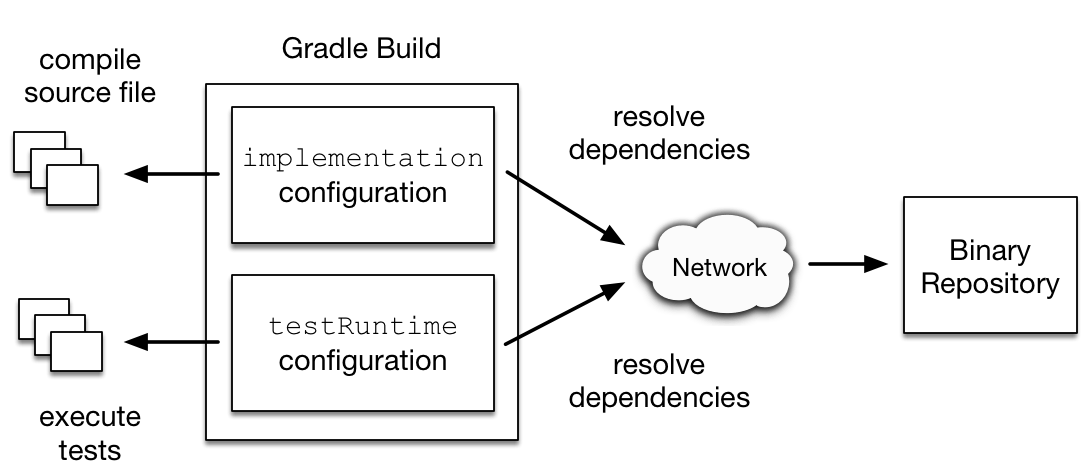 compile
source file
Gradle Build
implementation
configuration
testRuntime
configuration
execute
tests
resolve
dependencies
Network
resolve
dependencies
Binary
Repository